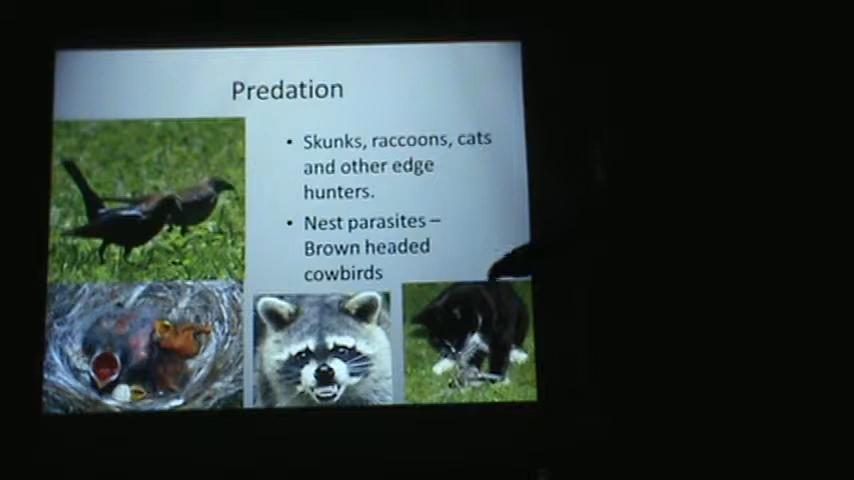 Predation
• Skunks, raccoons, cats
and other edge
hunters.
• Nest parasites –
Brown headed
cowbirds